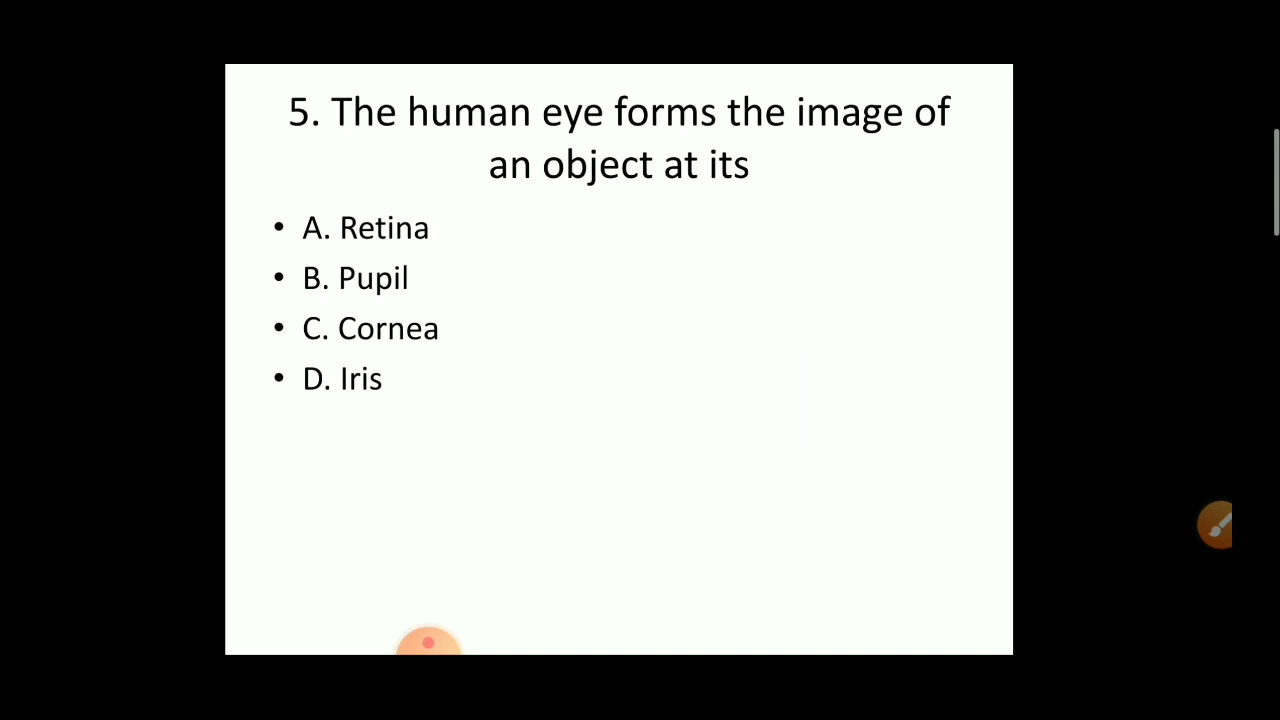 5. The human eye forms the image of
an object at its
• A. Retina
• B. Pupil
• C. Cornea
• D. Iris